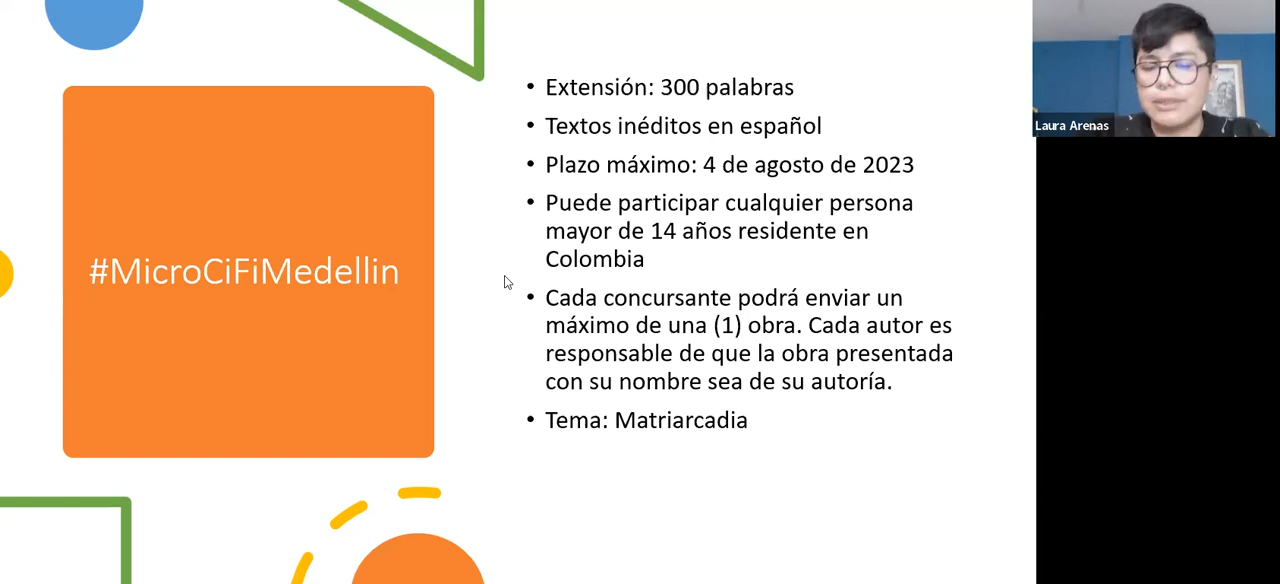 #MicroCiFiMedellin
• Extensión: 300 palabras
• Textos inéditos en español
• Plazo máximo: 4 de agosto de 2023
• Puede participar cualquier persona
mayor de 14 años residente en
Colombia
• Cada concursante podrá enviar un
máximo de una (1) obra. Cada autor es
responsable de que la obra presentada
con su nombre sea de su autoría.
• Tema: Matriarcadia
Laura Arenas